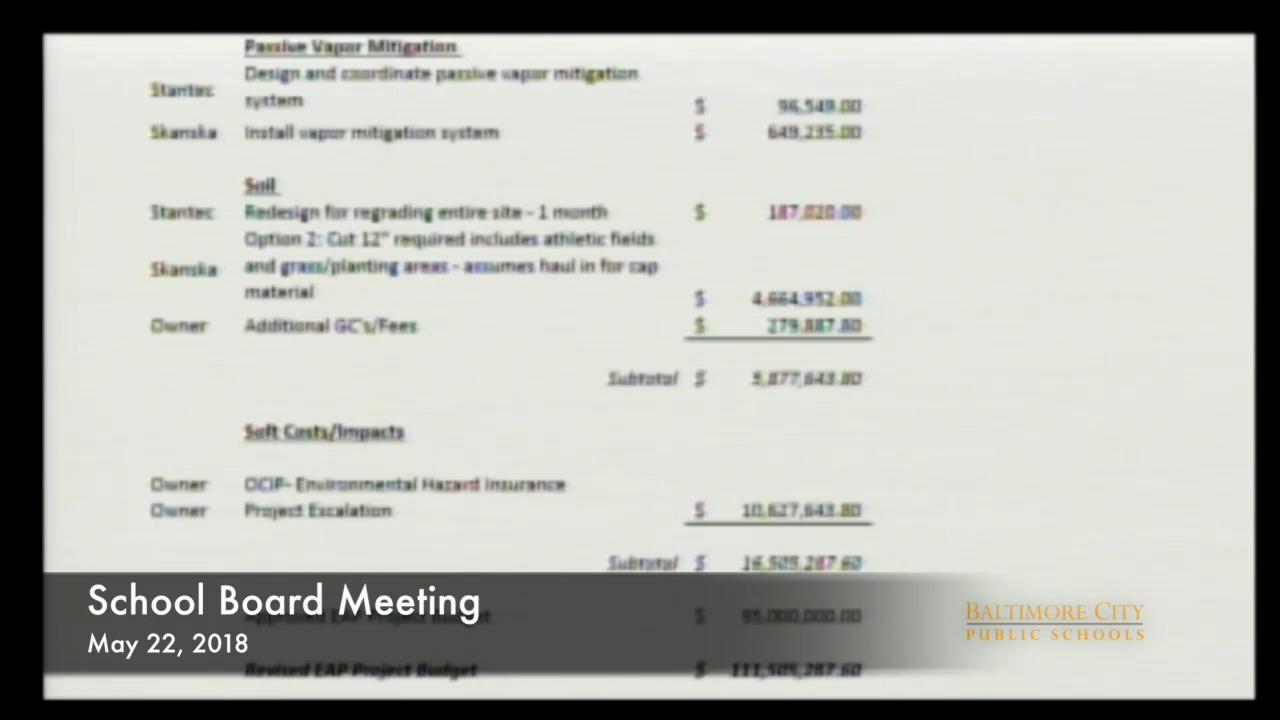 Passive Vapor Mitigation
Stantec Design and coordinate passive vapor mitigation
system $ 96,549.00
Skanska Install vapor mitigation system $ 649,235.00
Soil
Stantec Redesign for regrading entire site - 1 month $ 187,020.00
Option 2: Cut 12" required includes athletic fields
Skanska and grass/planting areas - assumes haul in for cap
material $ 4,664,952.00
Owner Additional GC's/Fees $ 279,887.80
Subtotal $ 5,877,643.80
Soft Costs/Impacts
Owner OCIP- Environmental Hazard Insurance
Owner Project Escalation $ 10,627,643.80
Subtotal $ 16,505,287.60
Approved EAP Project Budget $ 95,000,000.00
Revised EAP Project Budget $ 111,505,287.60
School Board Meeting
May 22, 2018
BALTIMORE CITY
PUBLIC SCHOOLS